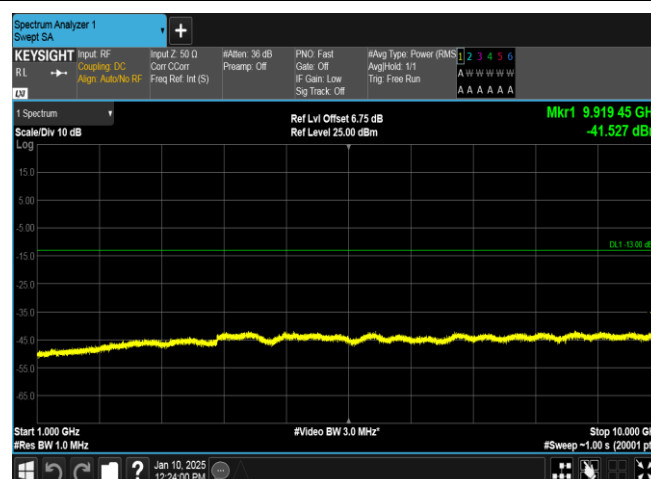 Spectrum Analyzer 1
Swept SA
+
KEYSIGHT Input: RF Input Z: 50 Ω #Atten: 36 dB PNO: Fast #Avg Type: Power (RMS 1 2 3 4 5 6
RL Coupling: DC Corr CCorr Preamp: Off Gate: Off Avg|Hold: 1/1 A W W W W W
Align: Auto/No RF Freq Ref: Int (S) IF Gain: Low Trig: Free Run
LXI Sig Track: Off A A A A A A
1 Spectrum Ref Lvl Offset 6.75 dB Mkr1 9.919 45 GH
Scale/Div 10 dB Ref Level 25.00 dBm -41.527 dB
Log
15.0
5.00
-5.00
DL1 -13.00 d
-15.0
-25.0
-35.0
-45.0
-55.0
-65.0
Start 1.000 GHz #Video BW 3.0 MHz* Stop 10.000 G
#Res BW 1.0 MHz #Sweep ~1.00 s (20001 pt
? Jan 10, 2025
12:24:00 PM